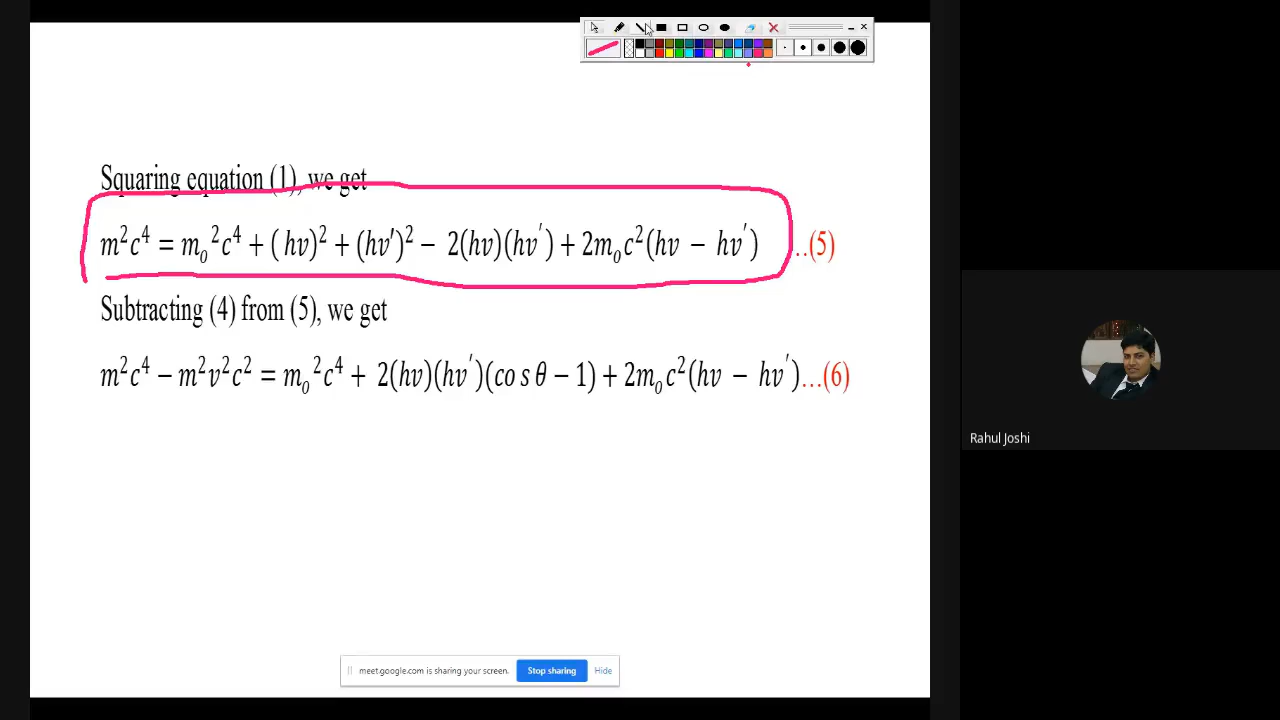 Squaring equation (1), we get
m²c⁴ = m₀²c⁴ + ( hν)² + (hν′)² − 2(hν)(hν′) + 2m₀c²(hν − hν′) ..(5)
Subtracting (4) from (5), we get
m²c⁴ − m²v²c² = m₀²c⁴ + 2(hν)(hν′)(co s θ − 1) + 2m₀c²(hν − hν′)...(6)
Rahul Joshi
meet.google.com is sharing your screen. Stop sharing Hide